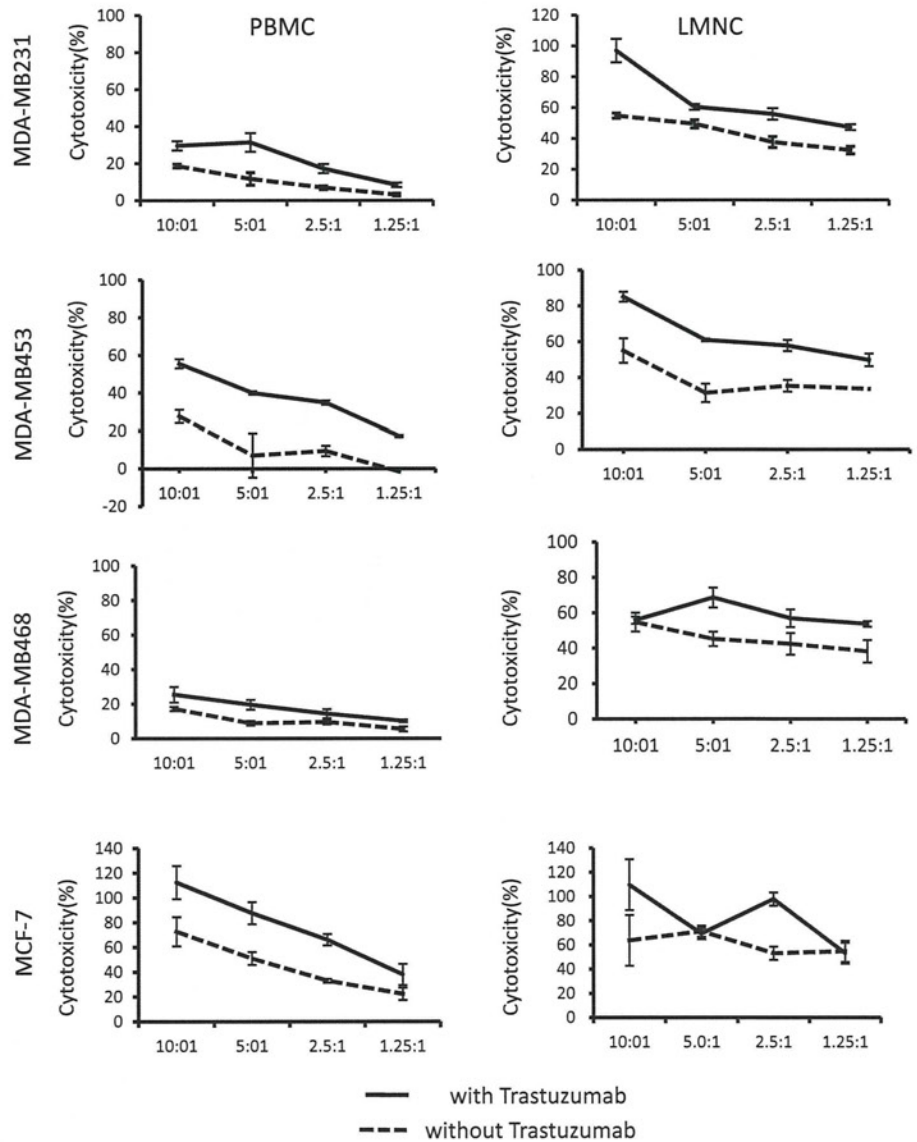 PBMC
LMNC
MDA-MB231
Cytotoxicity(%)
100
80
60
40
20
0
10:01 5:01 2.5:1 1.25:1
Cytotoxicity(%)
120
100
80
60
40
20
0
10:01 5:01 2.5:1 1.25:1
MDA-MB453
Cytotoxicity(%)
100
80
60
40
20
0
-20
10:01 5:01 2.5:1 1.25:1
Cytotoxicity(%)
100
80
60
40
20
0
10:01 5:01 2.5:1 1.25:1
MDA-MB468
Cytotoxicity(%)
100
80
60
40
20
0
10:01 5:01 2.5:1 1.25:1
Cytotoxicity(%)
100
80
60
40
20
0
10:01 5:01 2.5:1 1.25:1
MCF-7
Cytotoxicity(%)
140
120
100
80
60
40
20
0
10:01 5:01 2.5:1 1.25:1
Cytotoxicity(%)
140
120
100
80
60
40
20
0
10:01 5.0:1 2.5:1 1.25:1
with Trastuzumab
without Trastuzumab